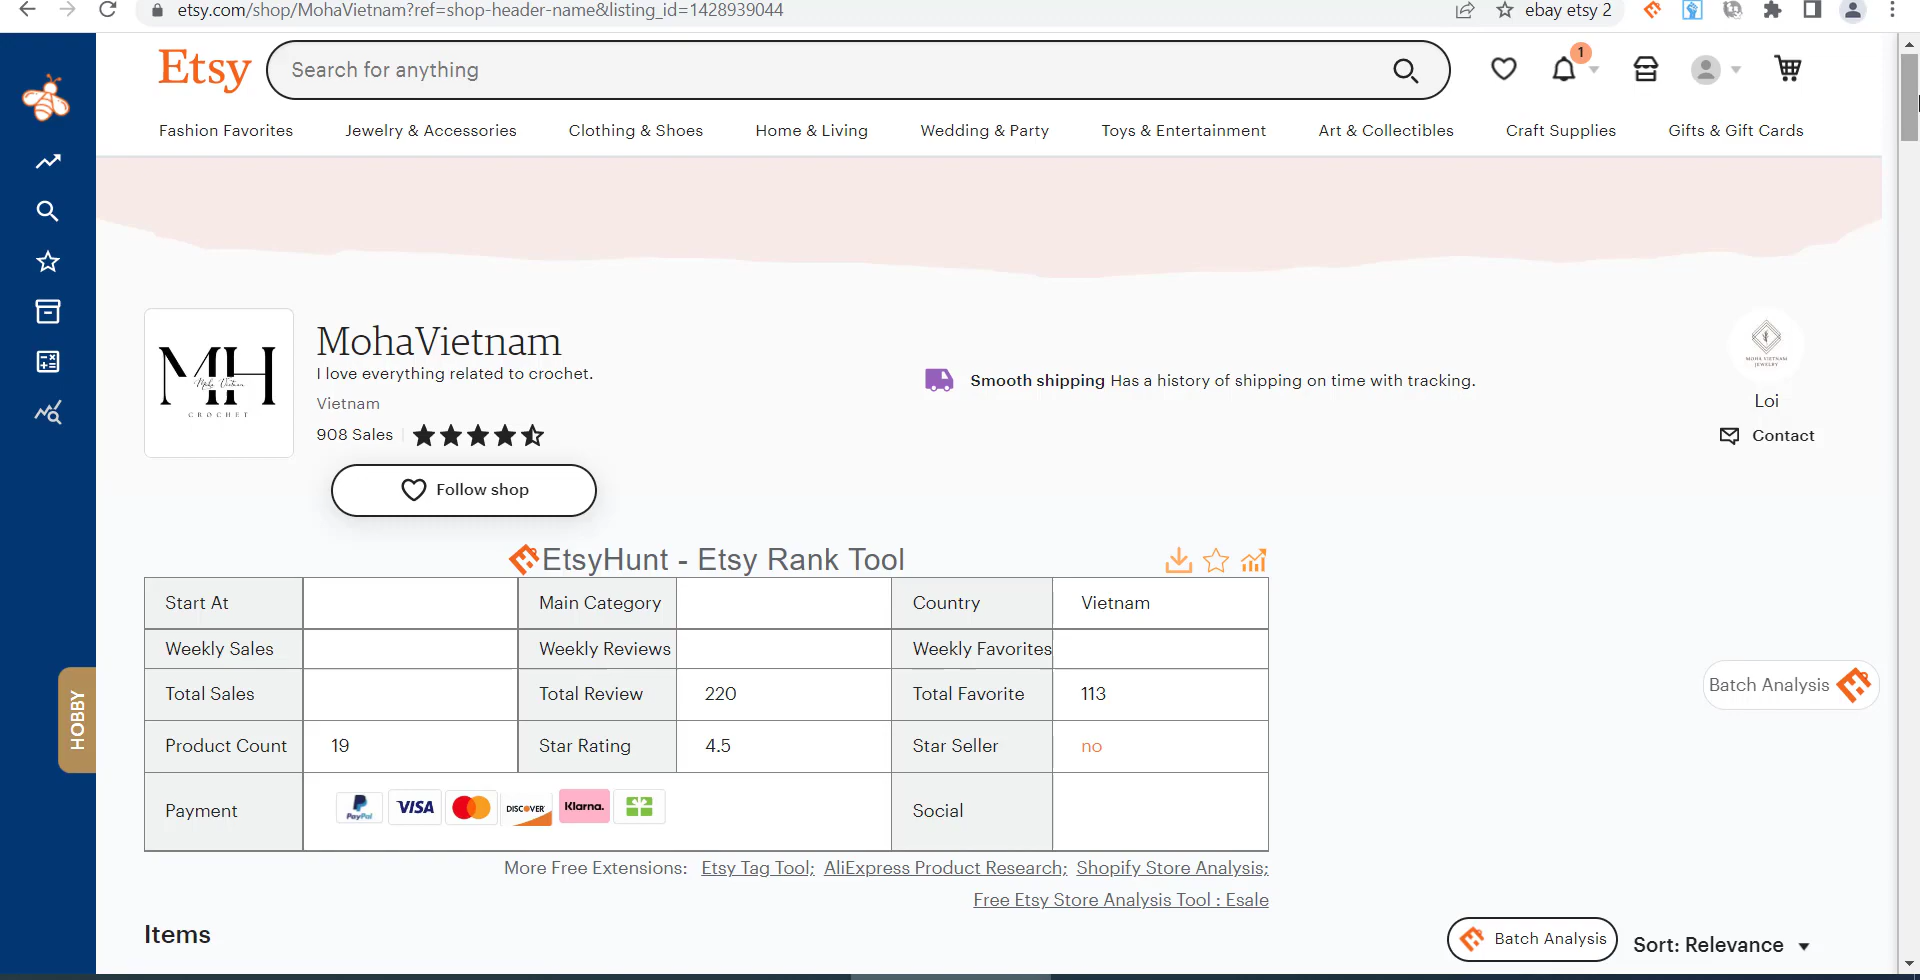 etsy.com/shop/MohaVietnam?ref=shop-header-name&listing_id=1428939044
ebay etsy 2
Etsy
Search for anything
1
Fashion Favorites
Jewelry & Accessories
Clothing & Shoes
Home & Living
Wedding & Party
Toys & Entertainment
Art & Collectibles
Craft Supplies
Gifts & Gift Cards
MH
Moha Vietnam
CROCHET
MohaVietnam
I love everything related to crochet.
Vietnam
908 Sales
Smooth shipping Has a history of shipping on time with tracking.
MOHA VIETNAM
JEWELRY
Loi
Contact
Follow shop
EtsyHunt - Etsy Rank Tool
Start At
Main Category
Country
Vietnam
Weekly Sales
Weekly Reviews
Weekly Favorites
Total Sales
Total Review
220
Total Favorite
113
Product Count
19
Star Rating
4.5
Star Seller
no
Payment
PayPal
VISA
DISCOVER
Klarna.
Social
HOBBY
Batch Analysis
More Free Extensions: Etsy Tag Tool; AliExpress Product Research; Shopify Store Analysis;
Free Etsy Store Analysis Tool : Esale
Items
Batch Analysis
Sort: Relevance